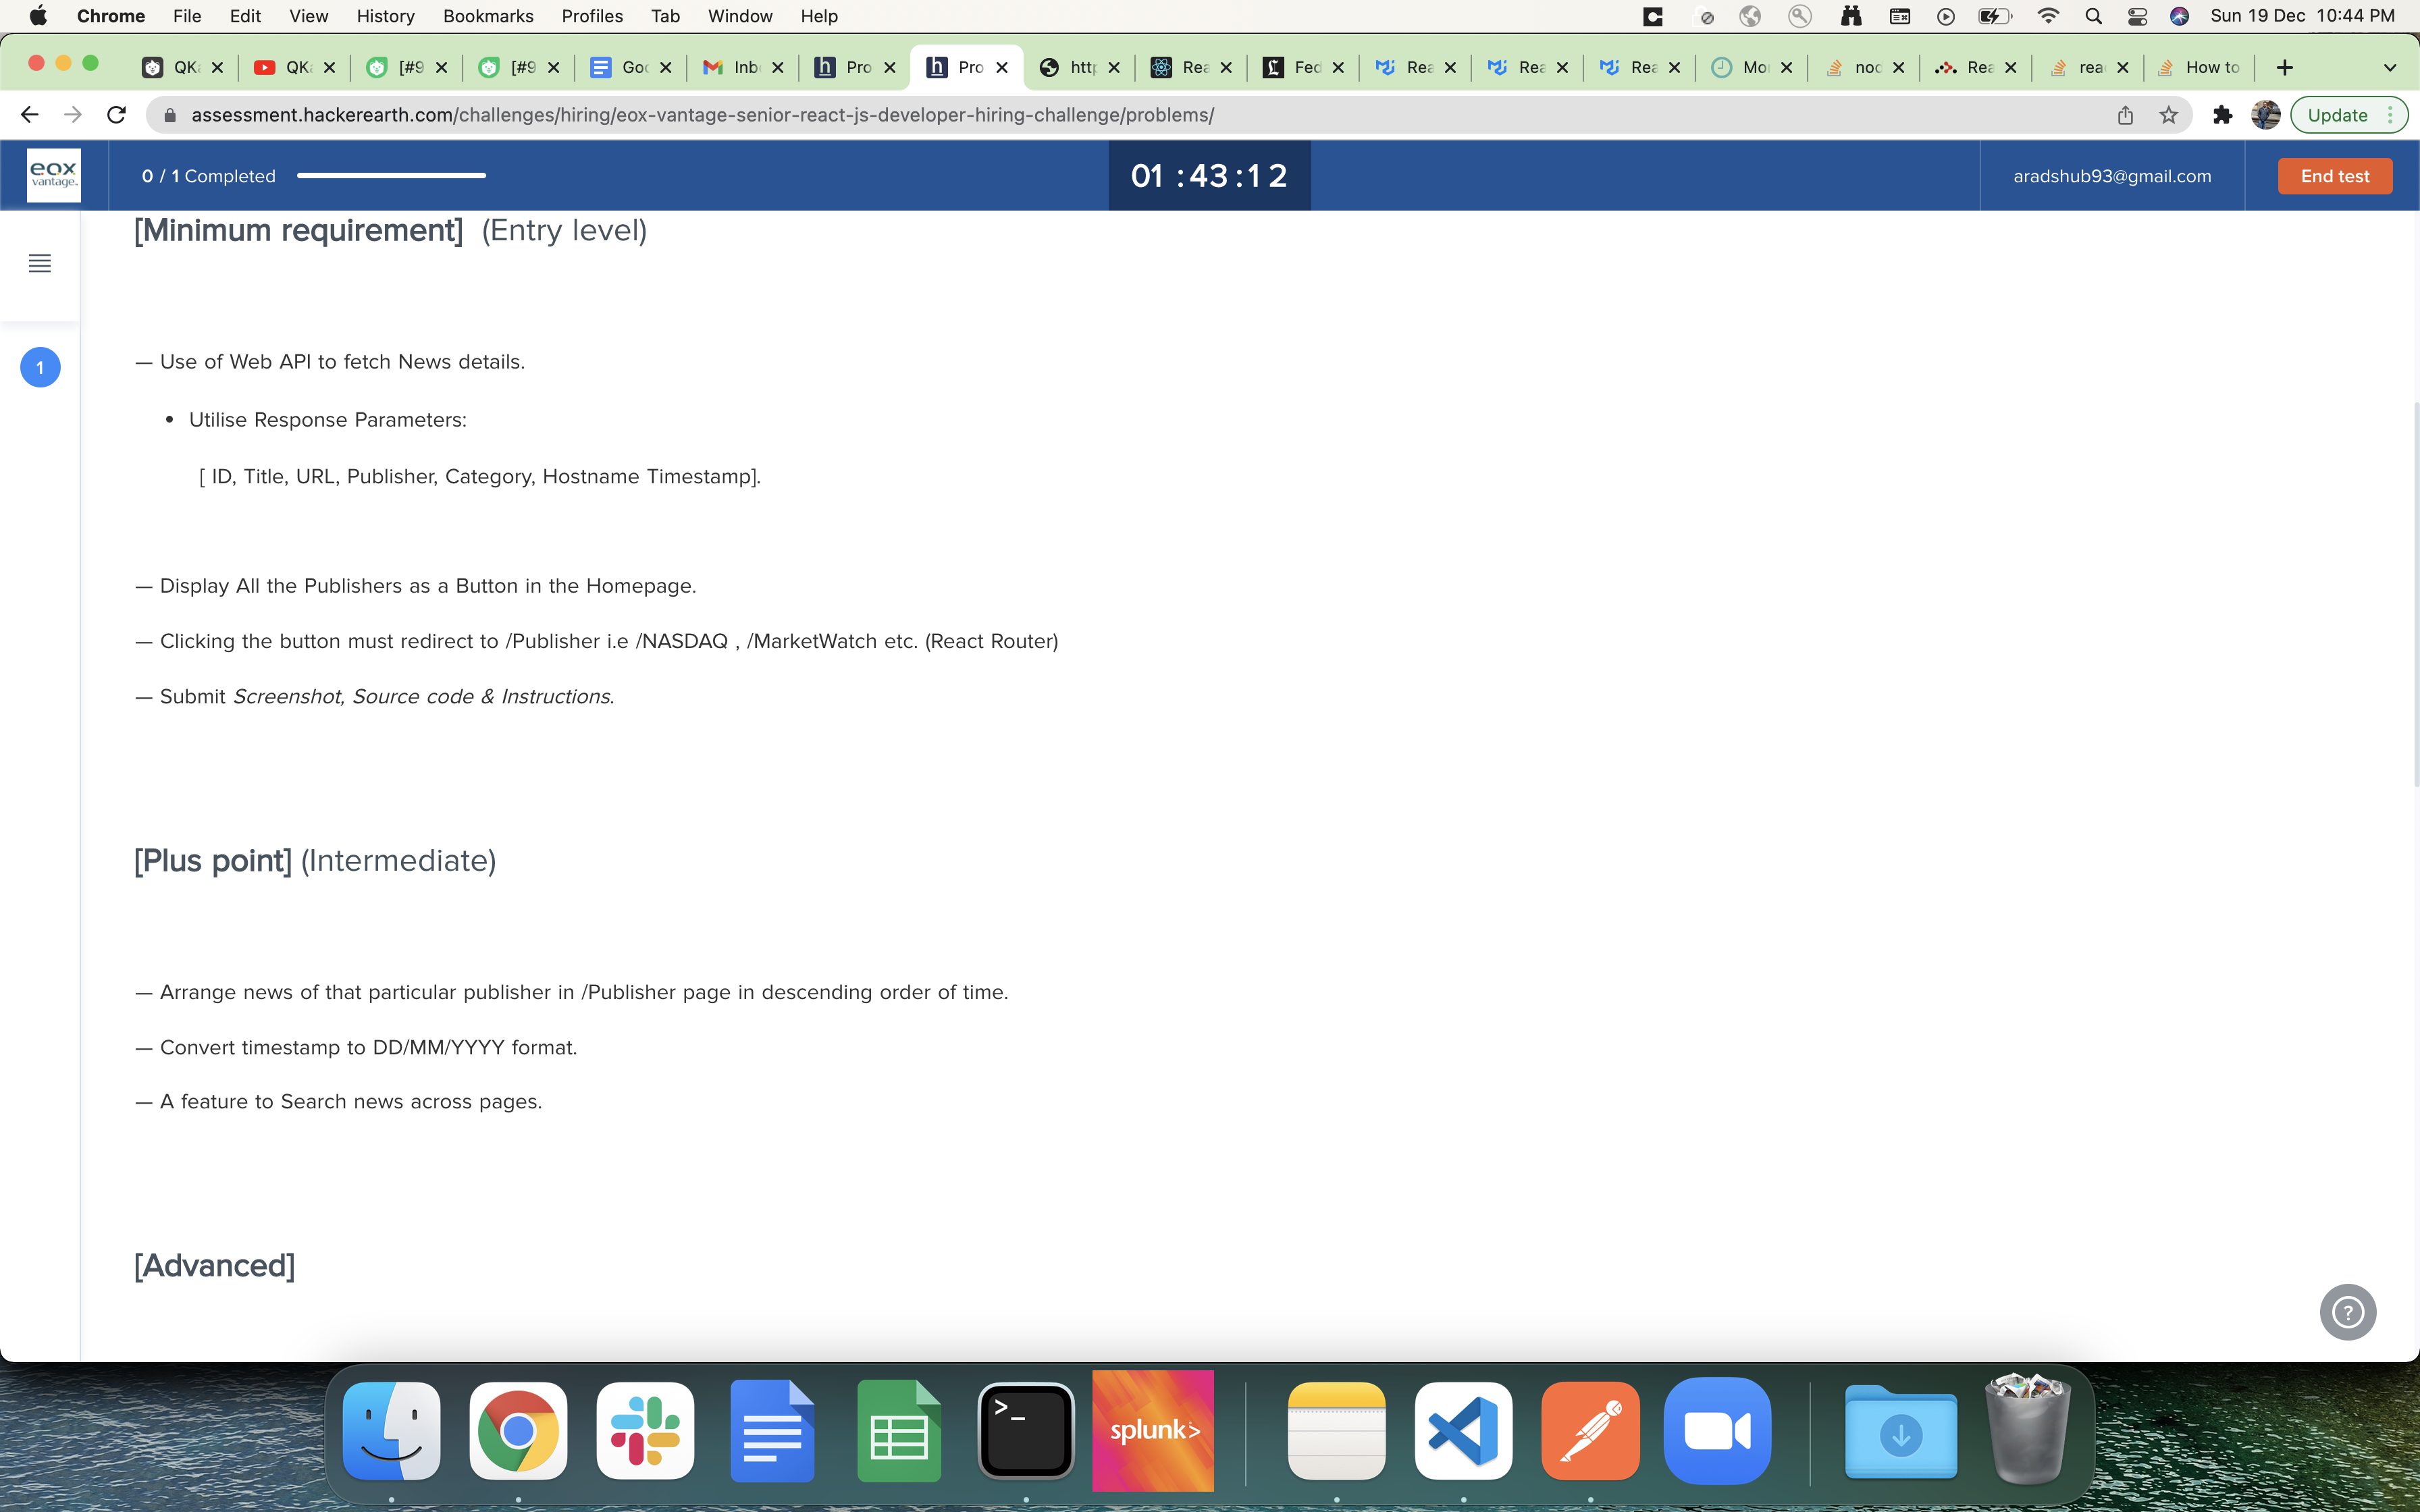 Chrome File Edit View History Bookmarks Profiles Tab Window Help Sun 19 Dec 10:44 PM
QK QK [#9 [#9 Goo Inb Pro Pro http Rea Fed Rea Rea Rea Mo nod Rea rea How to
assessment.hackerearth.com/challenges/hiring/eox-vantage-senior-react-js-developer-hiring-challenge/problems/ Update
eox
vantage
0 / 1 Completed 01 :43 :1 2 aradshub93@gmail.com End test
[Minimum requirement] (Entry level)
1
— Use of Web API to fetch News details.
• Utilise Response Parameters:
[ ID, Title, URL, Publisher, Category, Hostname Timestamp].
— Display All the Publishers as a Button in the Homepage.
— Clicking the button must redirect to /Publisher i.e /NASDAQ , /MarketWatch etc. (React Router)
— Submit Screenshot, Source code & Instructions.
[Plus point] (Intermediate)
— Arrange news of that particular publisher in /Publisher page in descending order of time.
— Convert timestamp to DD/MM/YYYY format.
— A feature to Search news across pages.
[Advanced]
?
>_ splunk>